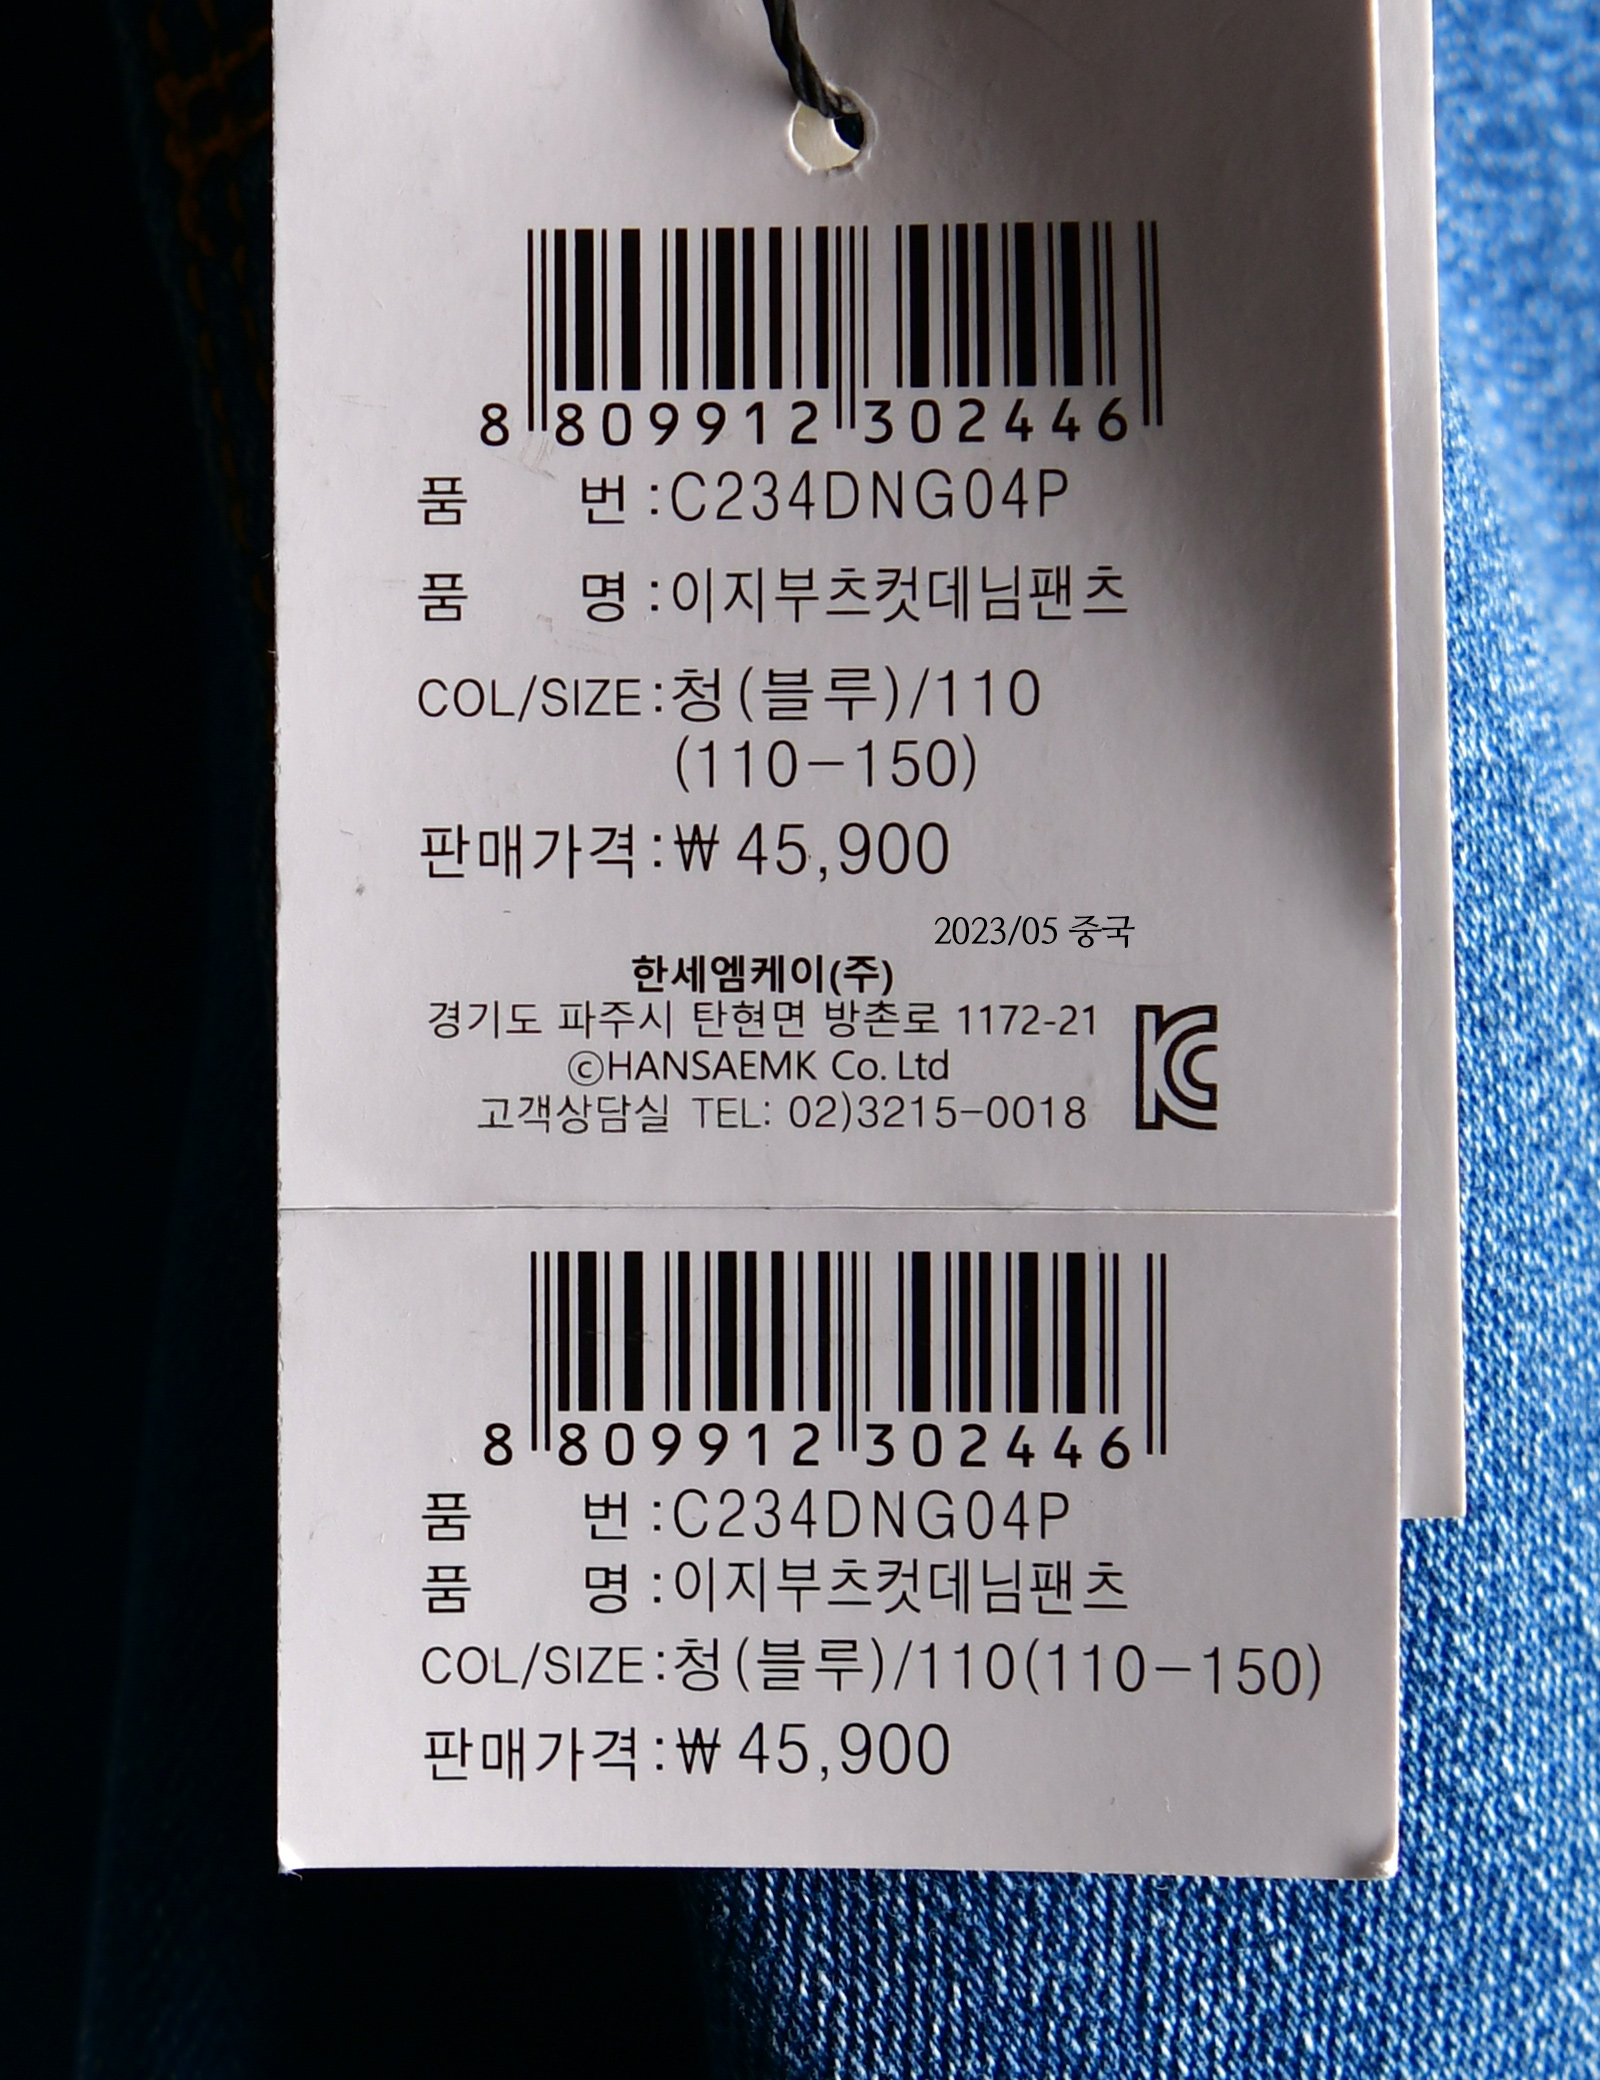 8 809912 302446
품 번 :C234DNG04P
품 명 :이지부츠컷데님팬츠
COL/SIZE:청(블루)/110
(110-150)
판매가격:₩ 45,900
2023/05 중국
한세엠케이(주)
경기도 파주시 탄현면 방촌로 1172-21
ⓒHANSAEMK Co. Ltd
고객상담실 TEL: 02)3215-0018
KC
8 809912 302446
품 번 :C234DNG04P
품 명 :이지부츠컷데님팬츠
COL/SIZE:청(블루)/110(110-150)
판매가격:₩ 45,900